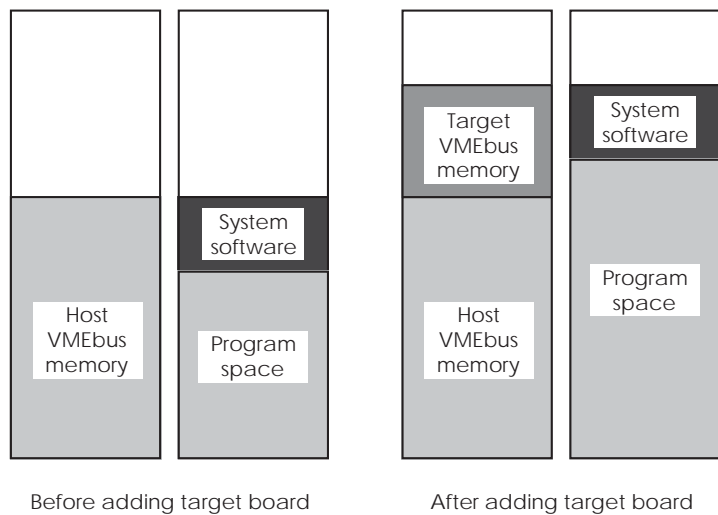 Host
VMEbus
memory
System
software
Program
space
Before adding target board
Target
VMEbus
memory
Host
VMEbus
memory
System
software
Program
space
After adding target board